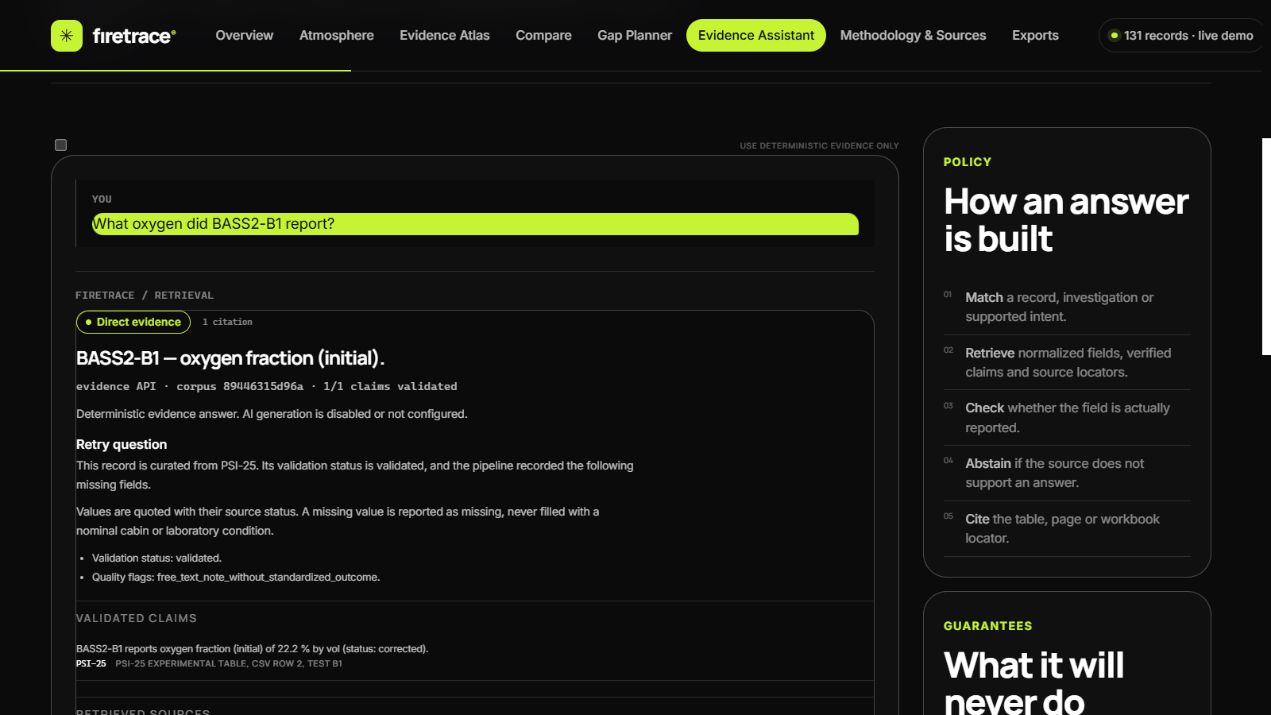 firetrace
Overview
Atmosphere
Evidence Atlas
Compare
Gap Planner
Evidence Assistant
Methodology & Sources
Exports
131 records · live demo
USE DETERMINISTIC EVIDENCE ONLY
YOU
What oxygen did BASS2-B1 report?
FIRETRACE / RETRIEVAL
Direct evidence
1 citation
BASS2-B1 — oxygen fraction (initial).
evidence API · corpus 89446315d96a · 1/1 claims validated
Deterministic evidence answer. AI generation is disabled or not configured.
Retry question
This record is curated from PSI-25. Its validation status is validated, and the pipeline recorded the following
missing fields.
Values are quoted with their source status. A missing value is reported as missing, never filled with a
nominal cabin or laboratory condition.
• Validation status: validated.
• Quality flags: free_text_note_without_standardized_outcome.
VALIDATED CLAIMS
BASS2-B1 reports oxygen fraction (initial) of 22.2 % by vol (status: corrected).
PSI-25 PSI-25 EXPERIMENTAL TABLE, CSV ROW 2, TEST B1
RETRIEVED SOURCES
POLICY
How an answer
is built
01 Match a record, investigation or
supported intent.
02 Retrieve normalized fields, verified
claims and source locators.
03 Check whether the field is actually
reported.
04 Abstain if the source does not
support an answer.
05 Cite the table, page or workbook
locator.
GUARANTEES
What it will
never do